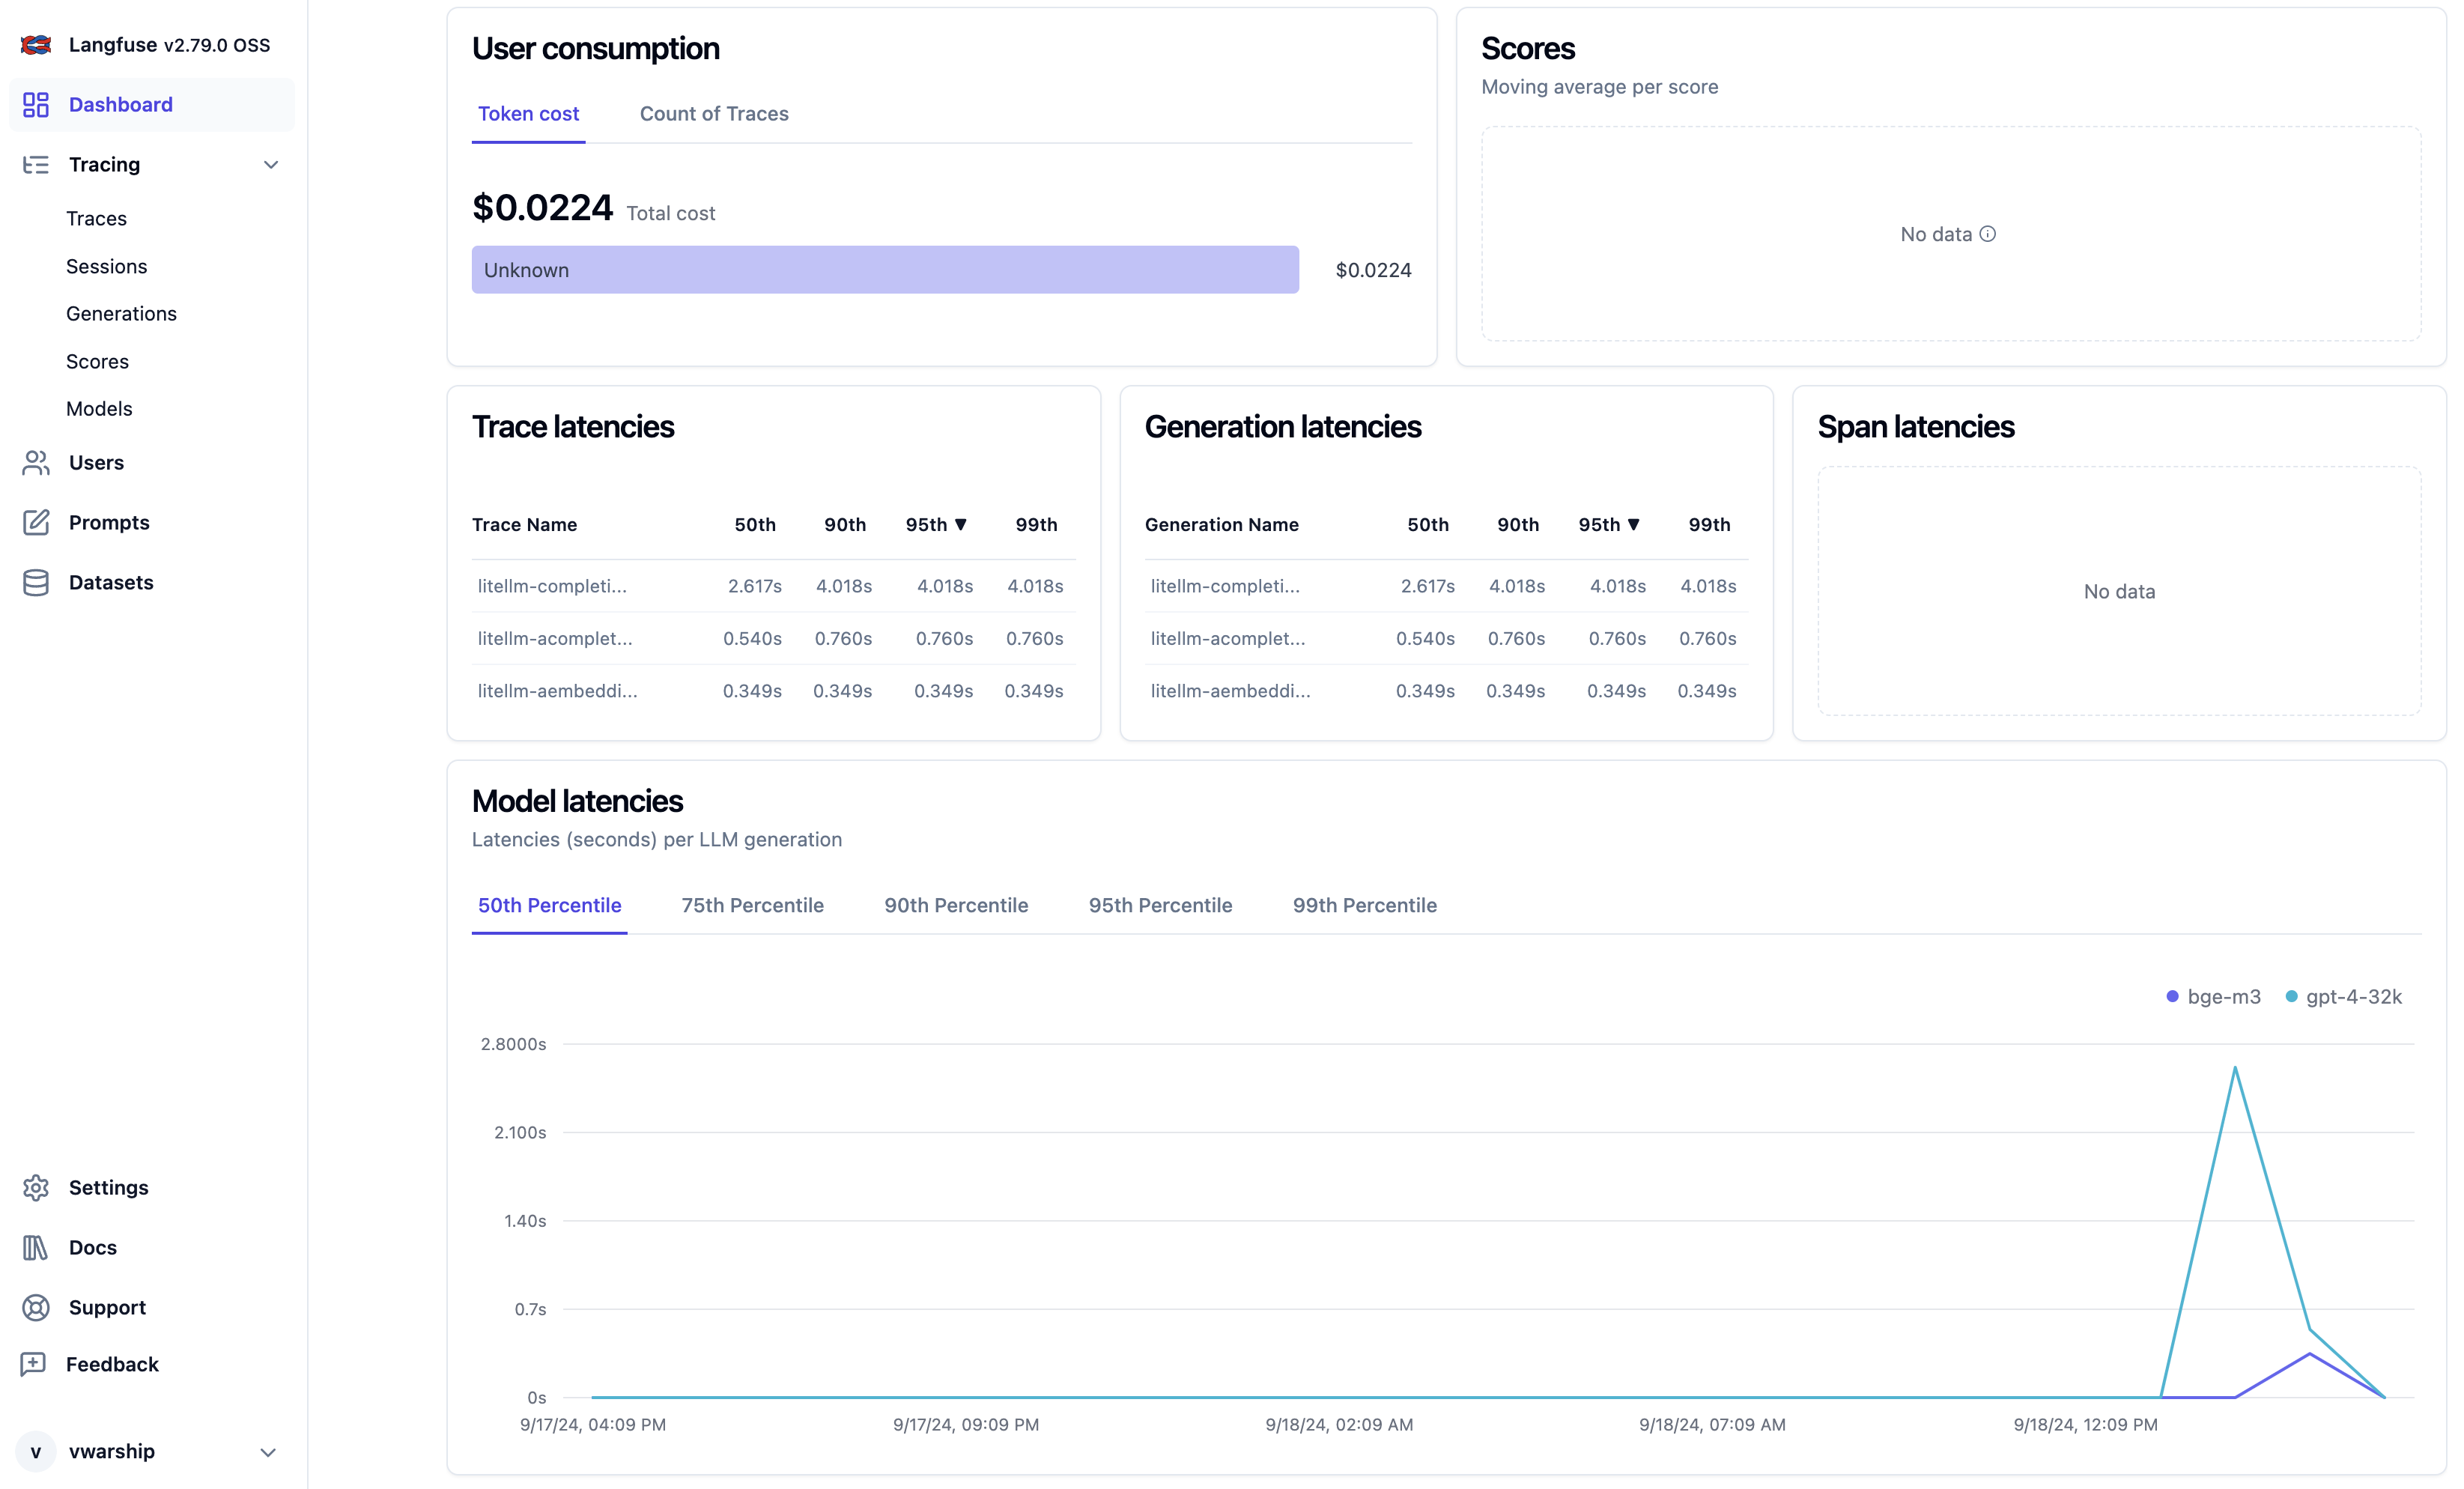 Langfuse v2.79.0 OSS
Dashboard
Tracing
Traces
Sessions
Generations
Scores
Models
Users
Prompts
Datasets
Settings
Docs
Support
Feedback
v vwarship
User consumption
Token cost Count of Traces
$0.0224 Total cost
Unknown $0.0224
Scores
Moving average per score
No data
Trace latencies
Trace Name 50th 90th 95th ▼ 99th
litellm-completi... 2.617s 4.018s 4.018s 4.018s
litellm-acomplet... 0.540s 0.760s 0.760s 0.760s
litellm-aembeddi... 0.349s 0.349s 0.349s 0.349s
Generation latencies
Generation Name 50th 90th 95th ▼ 99th
litellm-completi... 2.617s 4.018s 4.018s 4.018s
litellm-acomplet... 0.540s 0.760s 0.760s 0.760s
litellm-aembeddi... 0.349s 0.349s 0.349s 0.349s
Span latencies
No data
Model latencies
Latencies (seconds) per LLM generation
50th Percentile 75th Percentile 90th Percentile 95th Percentile 99th Percentile
bge-m3 gpt-4-32k
2.8000s
2.100s
1.40s
0.7s
0s
9/17/24, 04:09 PM 9/17/24, 09:09 PM 9/18/24, 02:09 AM 9/18/24, 07:09 AM 9/18/24, 12:09 PM